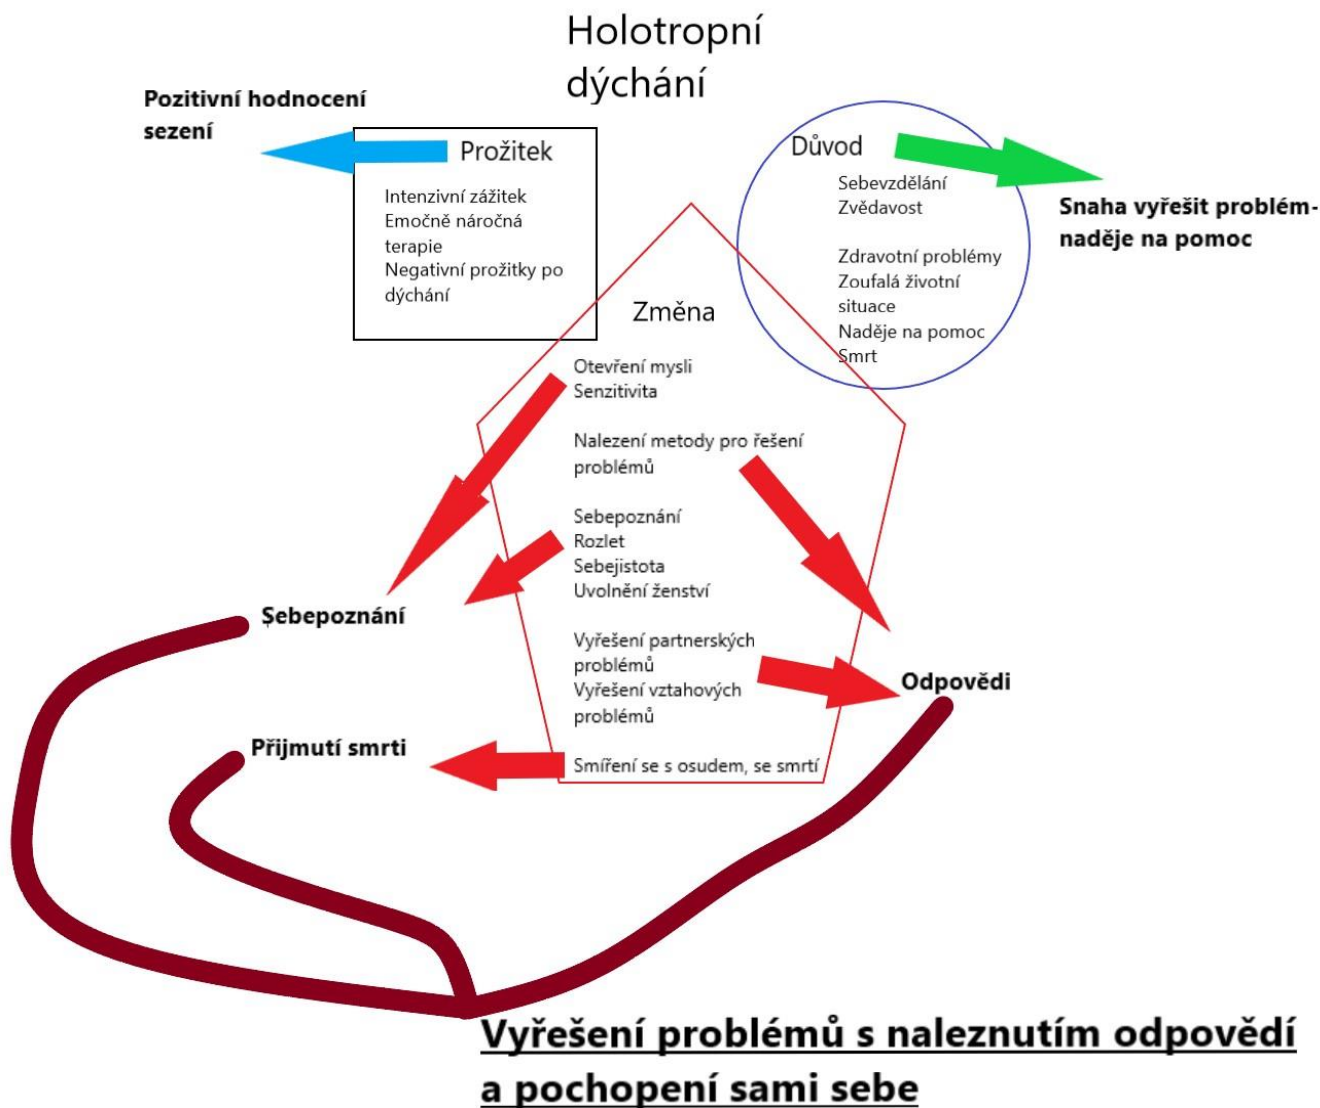 Holotropní
dýchání
Pozitivní hodnocení
sezení
Prožitek
Intenzivní zážitek
Emočně náročná
terapie
Negativní prožitky po
dýchání
Důvod
Sebevzdělání
Zvědavost
Zdravotní problémy
Zoufalá životní
situace
Naděje na pomoc
Smrt
Snaha vyřešit problém-
naděje na pomoc
Změna
Otevření mysli
Senzitivita
Nalezení metody pro řešení
problémů
Sebepoznání
Rozlet
Sebejistota
Uvolnění ženství
Vyřešení partnerských
problémů
Vyřešení vztahových
problémů
Smíření se s osudem, se smrtí
Sebepoznání
Přijmutí smrti
Odpovědi
Vyřešení problémů s naleznutím odpovědí
a pochopení sami sebe